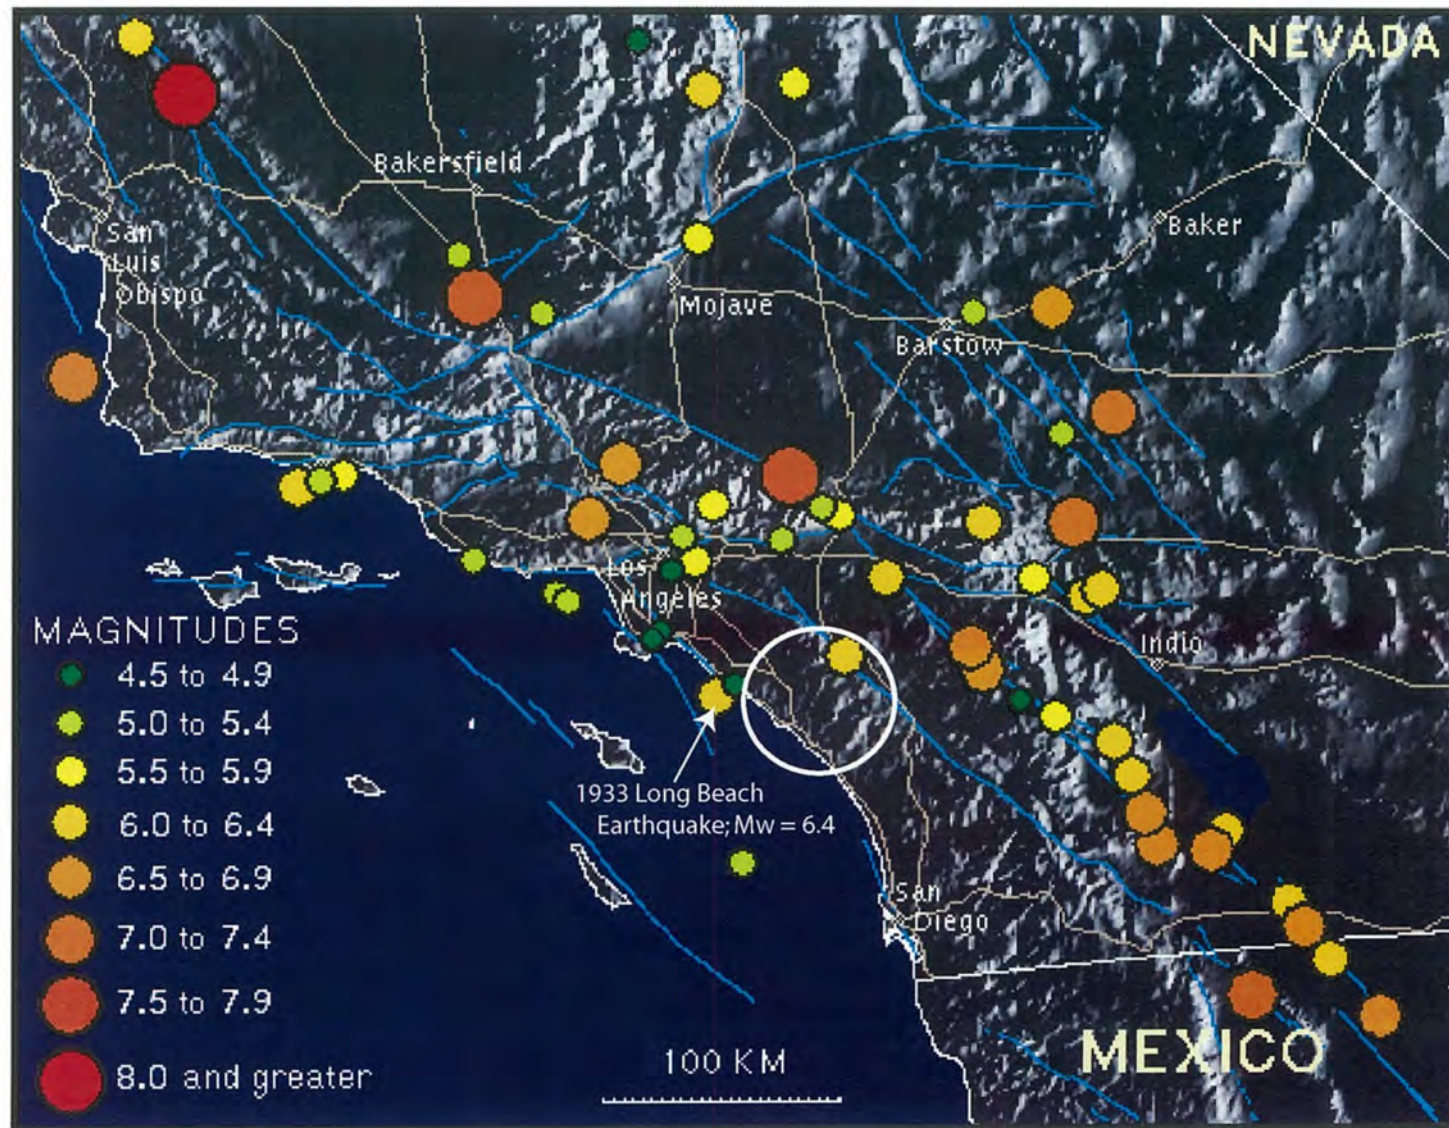 NEVADA
Bakersfield
San
Luis
Obispo
Baker
Mojave
Barstow
Los
Angeles
Indio
MAGNITUDES
4.5 to 4.9
5.0 to 5.4
5.5 to 5.9
6.0 to 6.4
6.5 to 6.9
7.0 to 7.4
7.5 to 7.9
8.0 and greater
1933 Long Beach
Earthquake; Mw = 6.4
San
Diego
100 KM
MEXICO